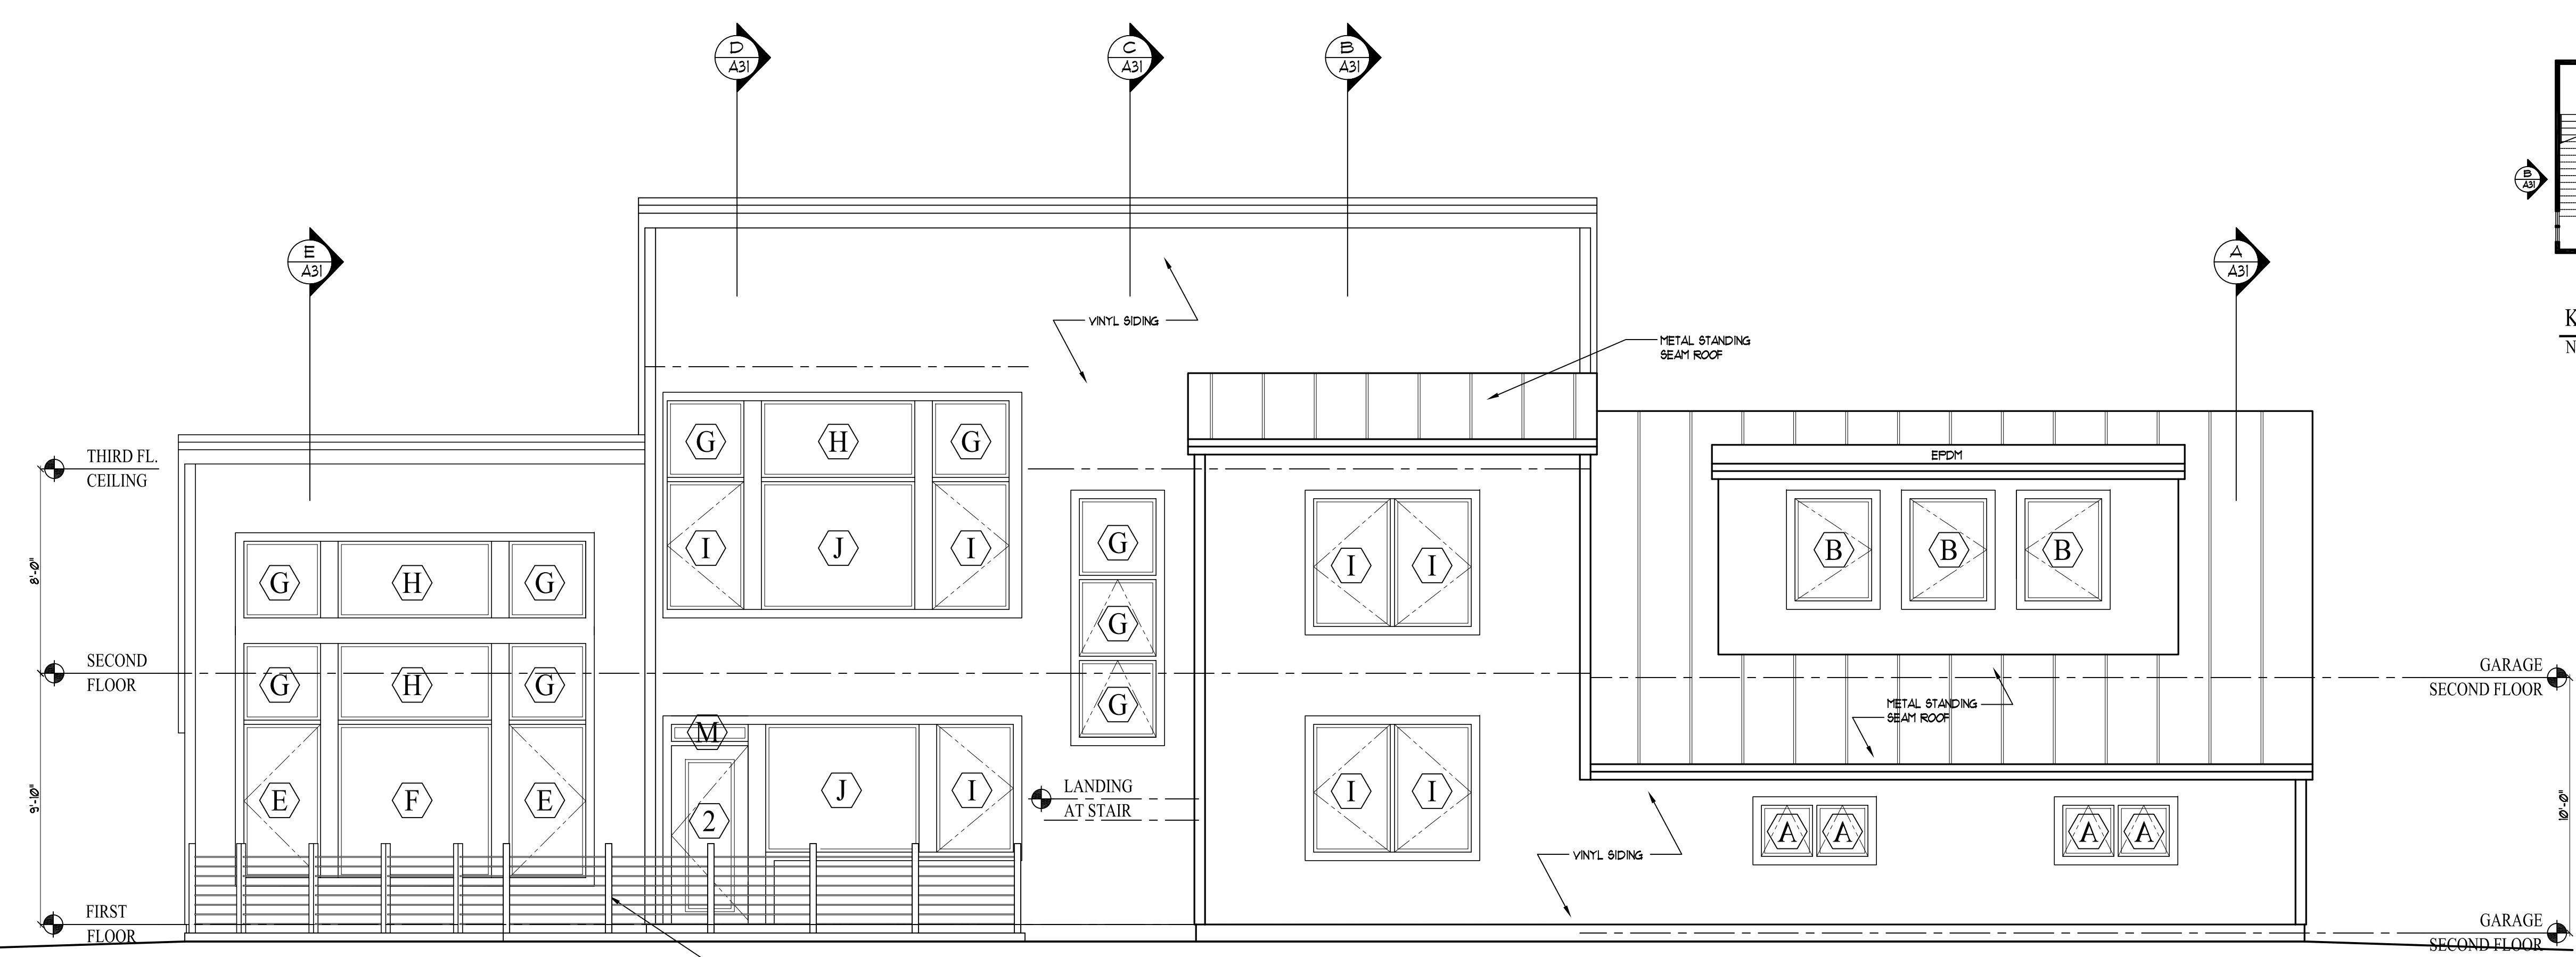 D
A31
C
A31
B
A31
E
A31
A
A31
B
A31
K
N
VINYL SIDING
METAL STANDING
SEAM ROOF
THIRD FL.
CEILING
8'-0"
SECOND
FLOOR
9'-10"
FIRST
FLOOR
G H G
I J I
G H G
G H G
E F E
M
2
J I
G
G
G
I I
I I
LANDING
AT STAIR
EPDM
B B B
METAL STANDING
SEAM ROOF
VINYL SIDING
A A
A A
GARAGE
SECOND FLOOR
10'-0"
GARAGE
SECOND FLOOR